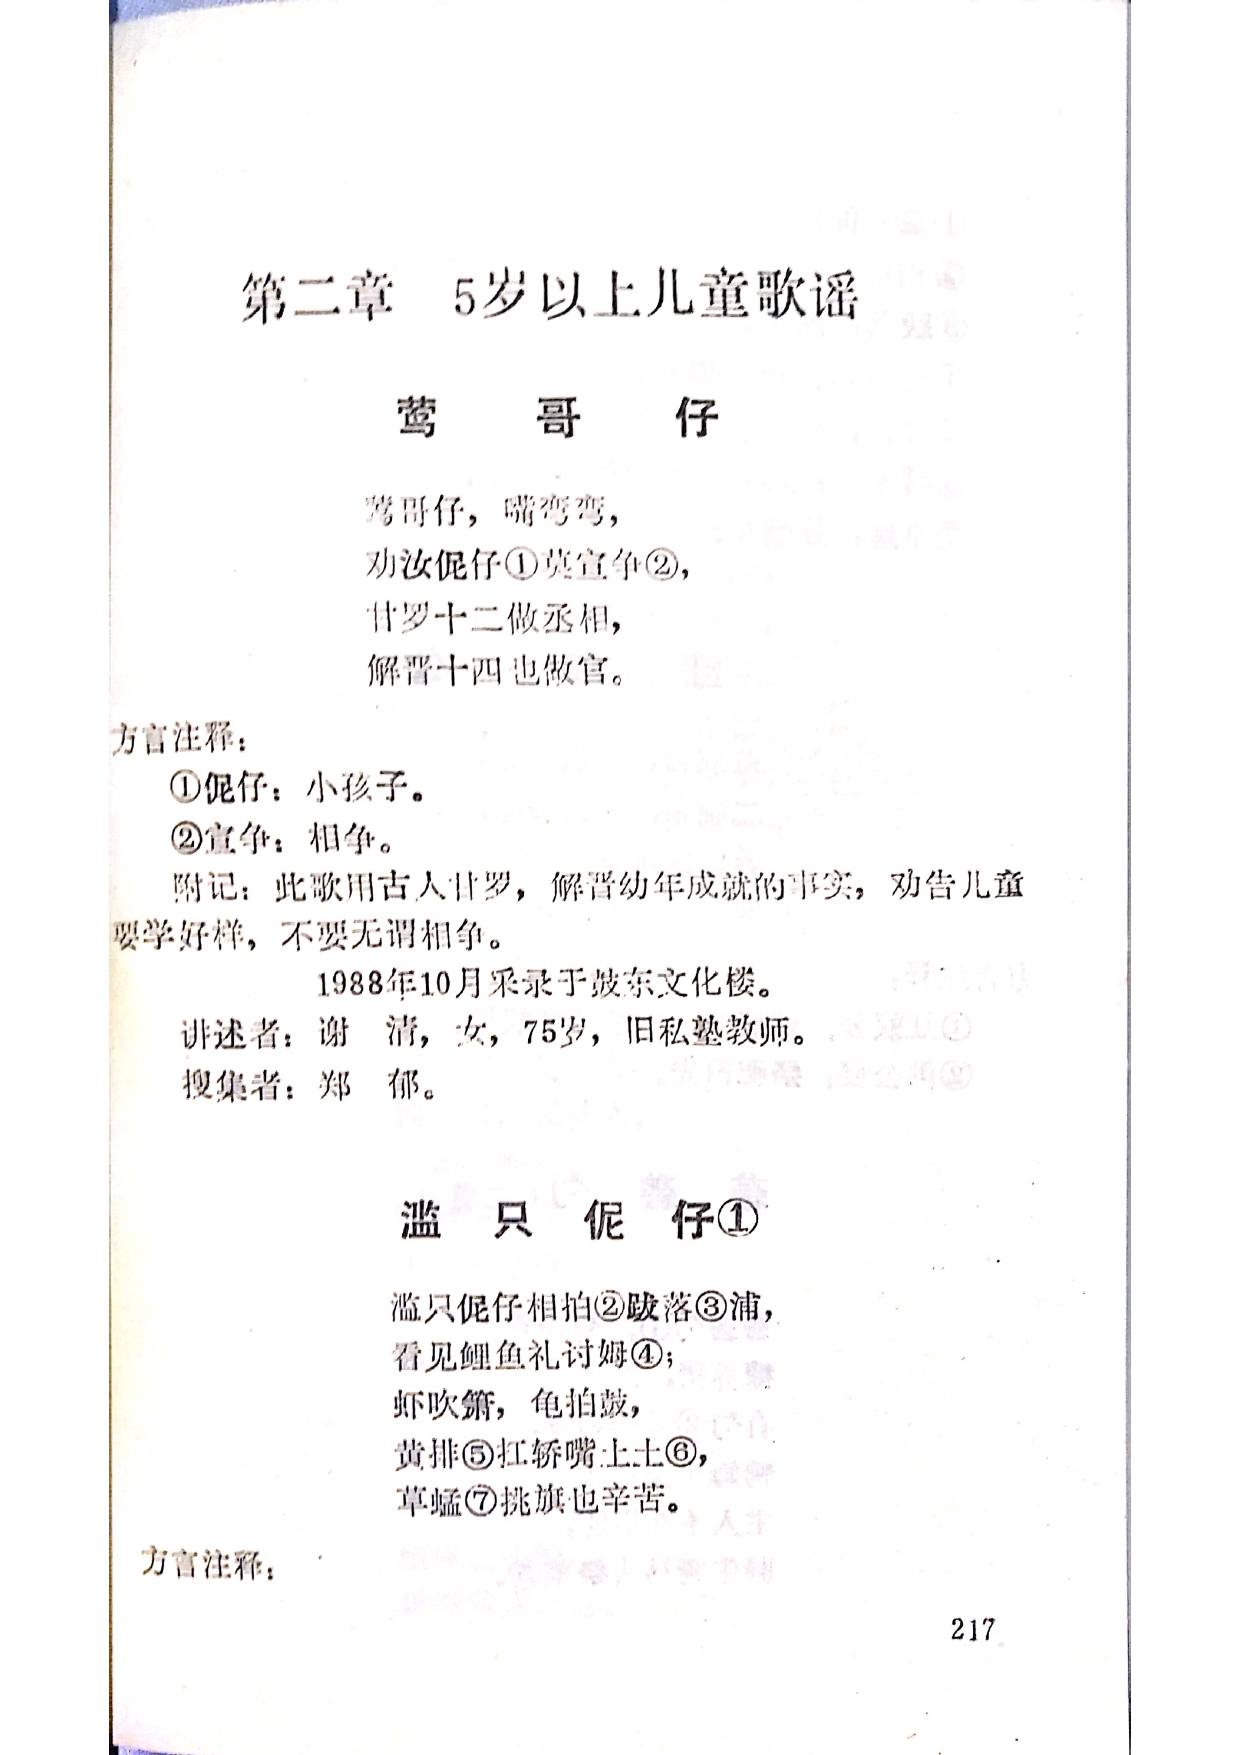 第二章　5岁以上儿童歌谣
莺　哥　仔
莺哥仔，嘴弯弯，
劝汝伲仔①莫宣争②，
甘罗十二做丞相，
解晋十四也做官。
方言注释：
①伲仔：小孩子。
②宣争：相争。
附记：此歌用古人甘罗，解晋幼年成就的事实，劝告儿童
要学好样，不要无谓相争。
1988年10月采录于鼓东文化楼。
讲述者：谢　清，女，75岁，旧私塾教师。
搜集者：郑　郁。
滥　只　伲　仔①
滥只伲仔相拍②跋落③浦，
看见鲤鱼礼讨姆④；
虾吹箫，龟拍鼓，
黄排⑤扛轿嘴上土⑥，
草蜢⑦挑旗也辛苦。
方言注释：
217